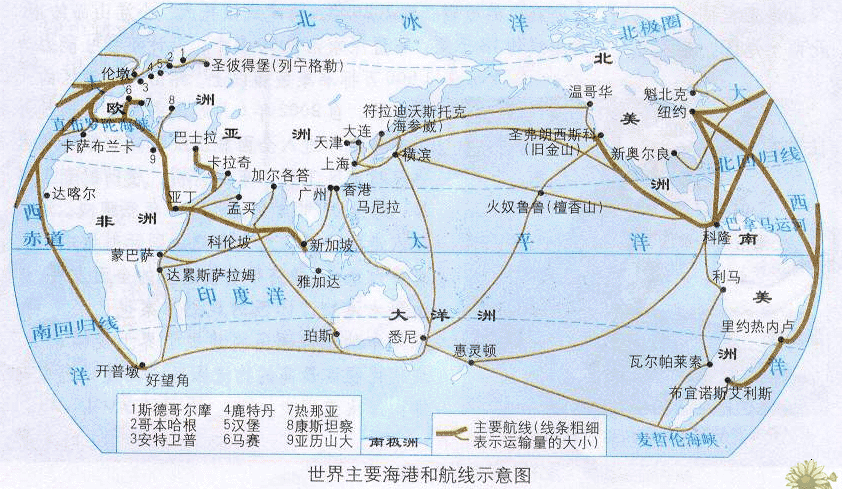 北冰洋
北极圈
伦墩
1
2
3
4
5
6
7
8
9
圣彼得堡(列宁格勒)
大
欧
洲
直布罗陀海峡
卡萨布兰卡
巴士拉
亚
洲
卡拉奇
加尔各答
天津
大连
符拉迪沃斯托克
(海参威)
上海
横滨
广州
香港
马尼拉
达喀尔
亚丁
孟买
西
赤道
非洲
蒙巴萨
科伦坡
新加坡
达累斯萨拉姆
雅加达
印度洋
太平洋
南回归线
洋
开普墩
好望角
珀斯
大洋洲
悉尼
惠灵顿
北
美
洲
温哥华
圣弗朗西斯科
(旧金山)
火奴鲁鲁(檀香山)
新奥尔良
魁北克
纽约
大
北回归线
西
巴拿马运河
科隆
南
美
洲
利马
里约热内卢
瓦尔帕莱索
布宜诺斯艾利斯
洋
麦哲伦海峡
南极洲
1斯德哥尔摩 4鹿特丹 7热那亚
2哥本哈根 5汉堡 8康斯坦察
3安特卫普 6马赛 9亚历山大
主要航线(线条粗细
表示运输量的大小)
世界主要海港和航线示意图